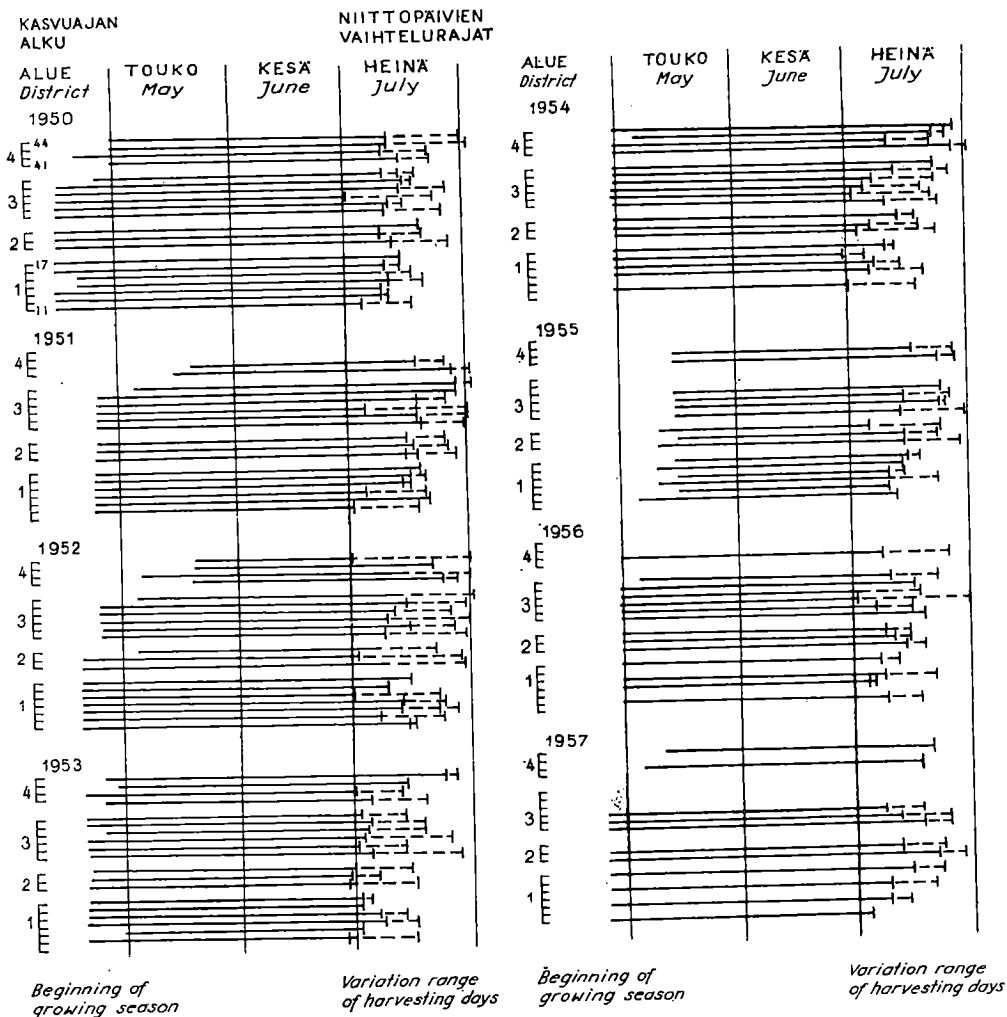 KASVUAJAN
ALKU
NIITTOPÄIVIEN
VAIHTELURAJAT
ALUE
District
TOUKO
May
KESÄ
June
HEINÄ
July
1950
44
4
41
3
2
17
1
11
1951
4
3
2
1
1952
4
3
2
1
1953
4
3
2
1
Beginning of
growing season
Variation range
of harvesting days
ALUE
District
TOUKO
May
KESÄ
June
HEINÄ
July
1954
4
3
2
1
1955
4
3
2
1
1956
4
3
2
1
1957
4
3
2
1
Beginning of
growing season
Variation range
of harvesting days